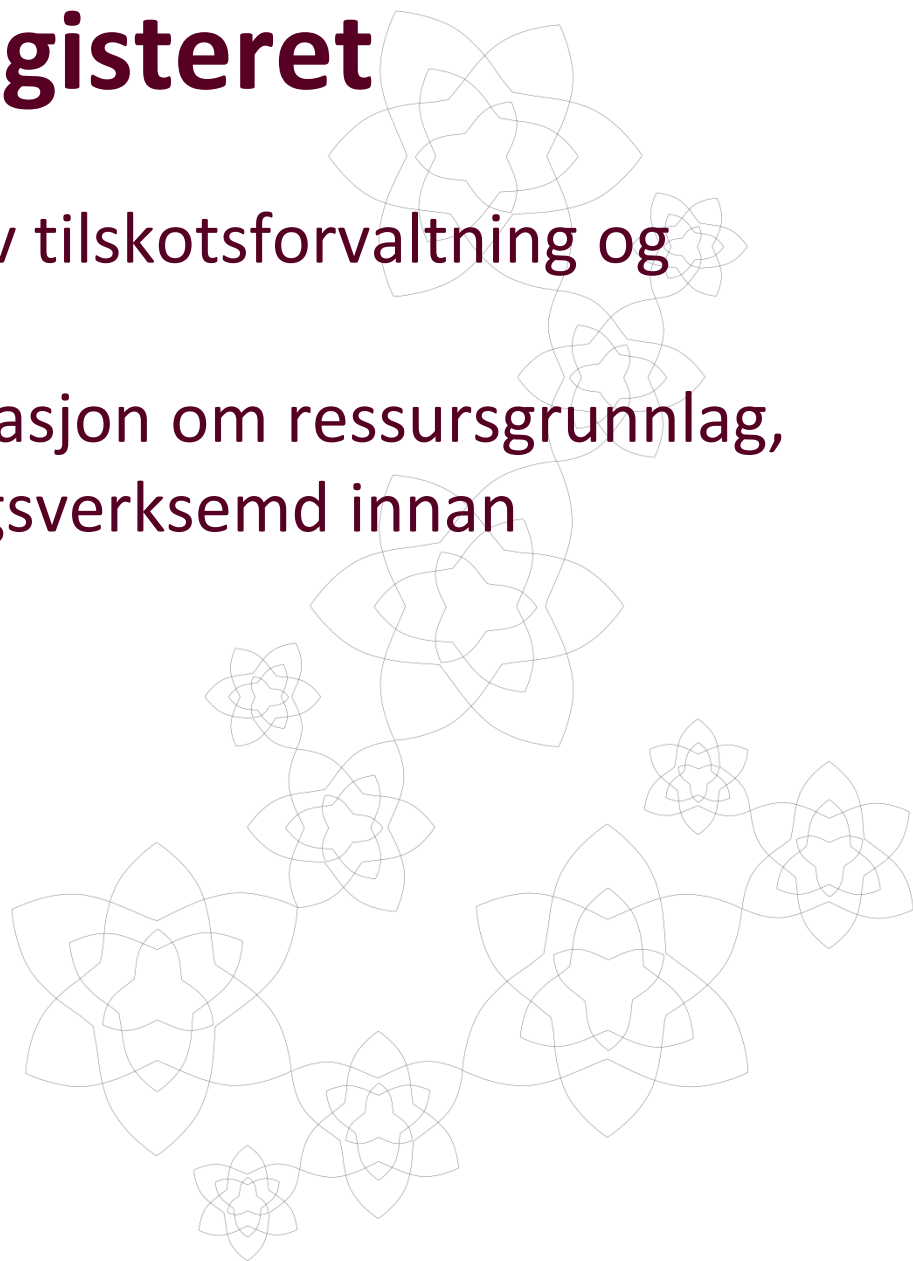 gisteret
v tilskotsforvaltning og
asjon om ressursgrunnlag,
gsverksemd innan